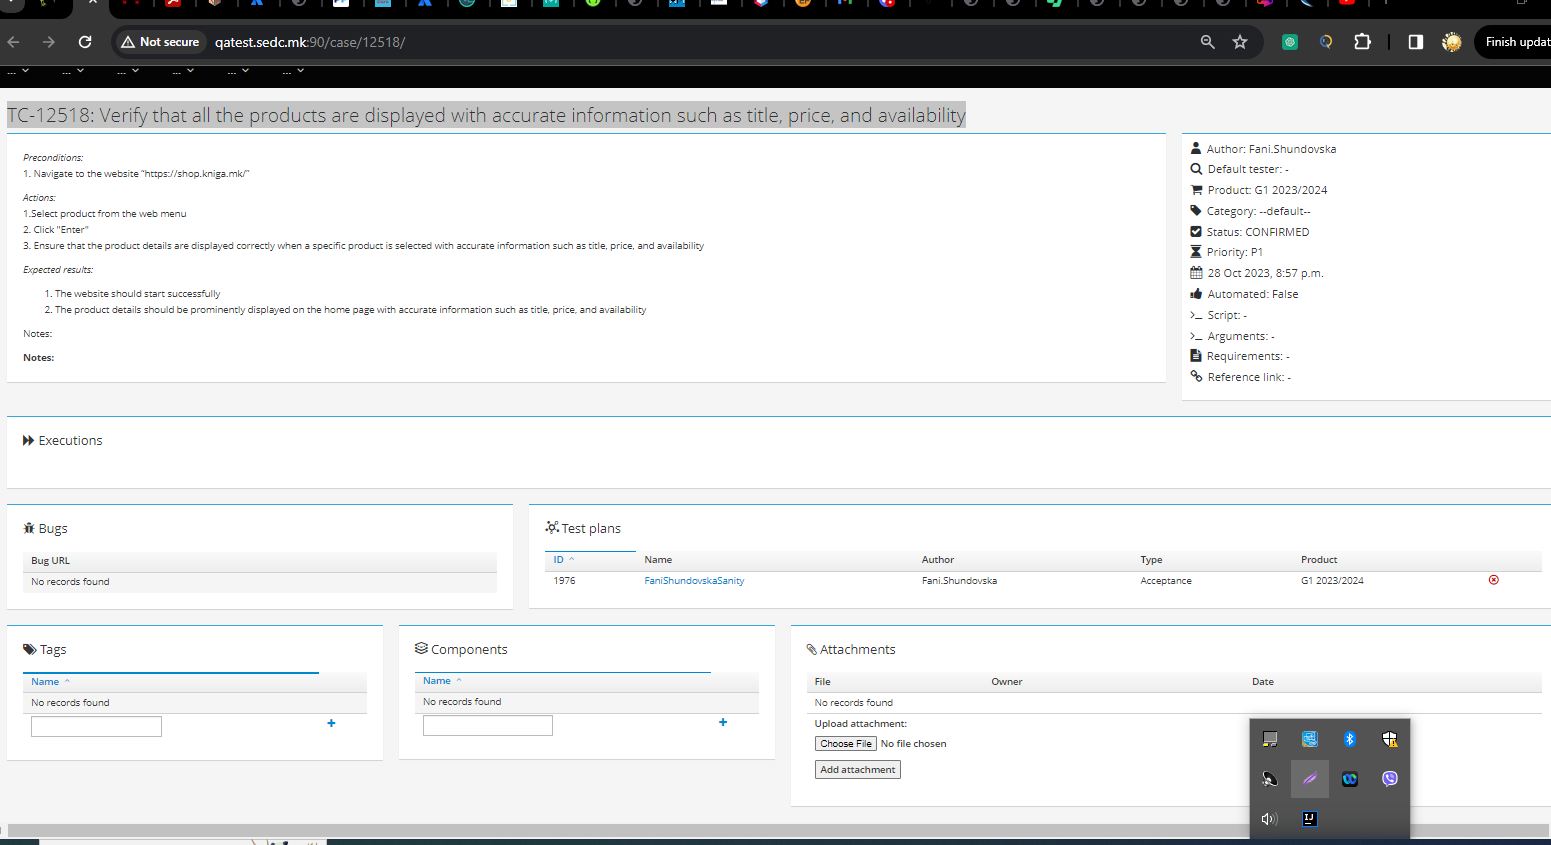 Not secure
qatest.sedc.mk:90/case/12518/
Finish updat
... ... ... ... ... ...
TC-12518: Verify that all the products are displayed with accurate information such as title, price, and availability
Preconditions:
1. Navigate to the website "https://shop.kniga.mk/"
Actions:
1.Select product from the web menu
2. Click "Enter"
3. Ensure that the product details are displayed correctly when a specific product is selected with accurate information such as title, price, and availability
Expected results:
1. The website should start successfully
2. The product details should be prominently displayed on the home page with accurate information such as title, price, and availability
Notes:
Notes:
Author: Fani.Shundovska
Default tester: -
Product: G1 2023/2024
Category: --default--
Status: CONFIRMED
Priority: P1
28 Oct 2023, 8:57 p.m.
Automated: False
Script: -
Arguments: -
Requirements: -
Reference link: -
Executions
Bugs
Bug URL
No records found
Test plans
ID Name Author Type Product
1976 FaniShundovskaSanity Fani.Shundovska Acceptance G1 2023/2024
Tags
Name
No records found
Components
Name
No records found
Attachments
File Owner Date
No records found
Upload attachment:
Choose File No file chosen
Add attachment
IJ